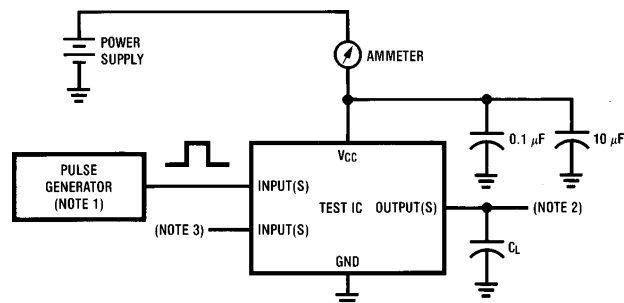 POWER
SUPPLY
AMMETER
0.1 µF
10 µF
PULSE
GENERATOR
(NOTE 1)
VCC
INPUT(S)
TEST IC
OUTPUT(S)
(NOTE 2)
(NOTE 3)
INPUT(S)
CL
GND